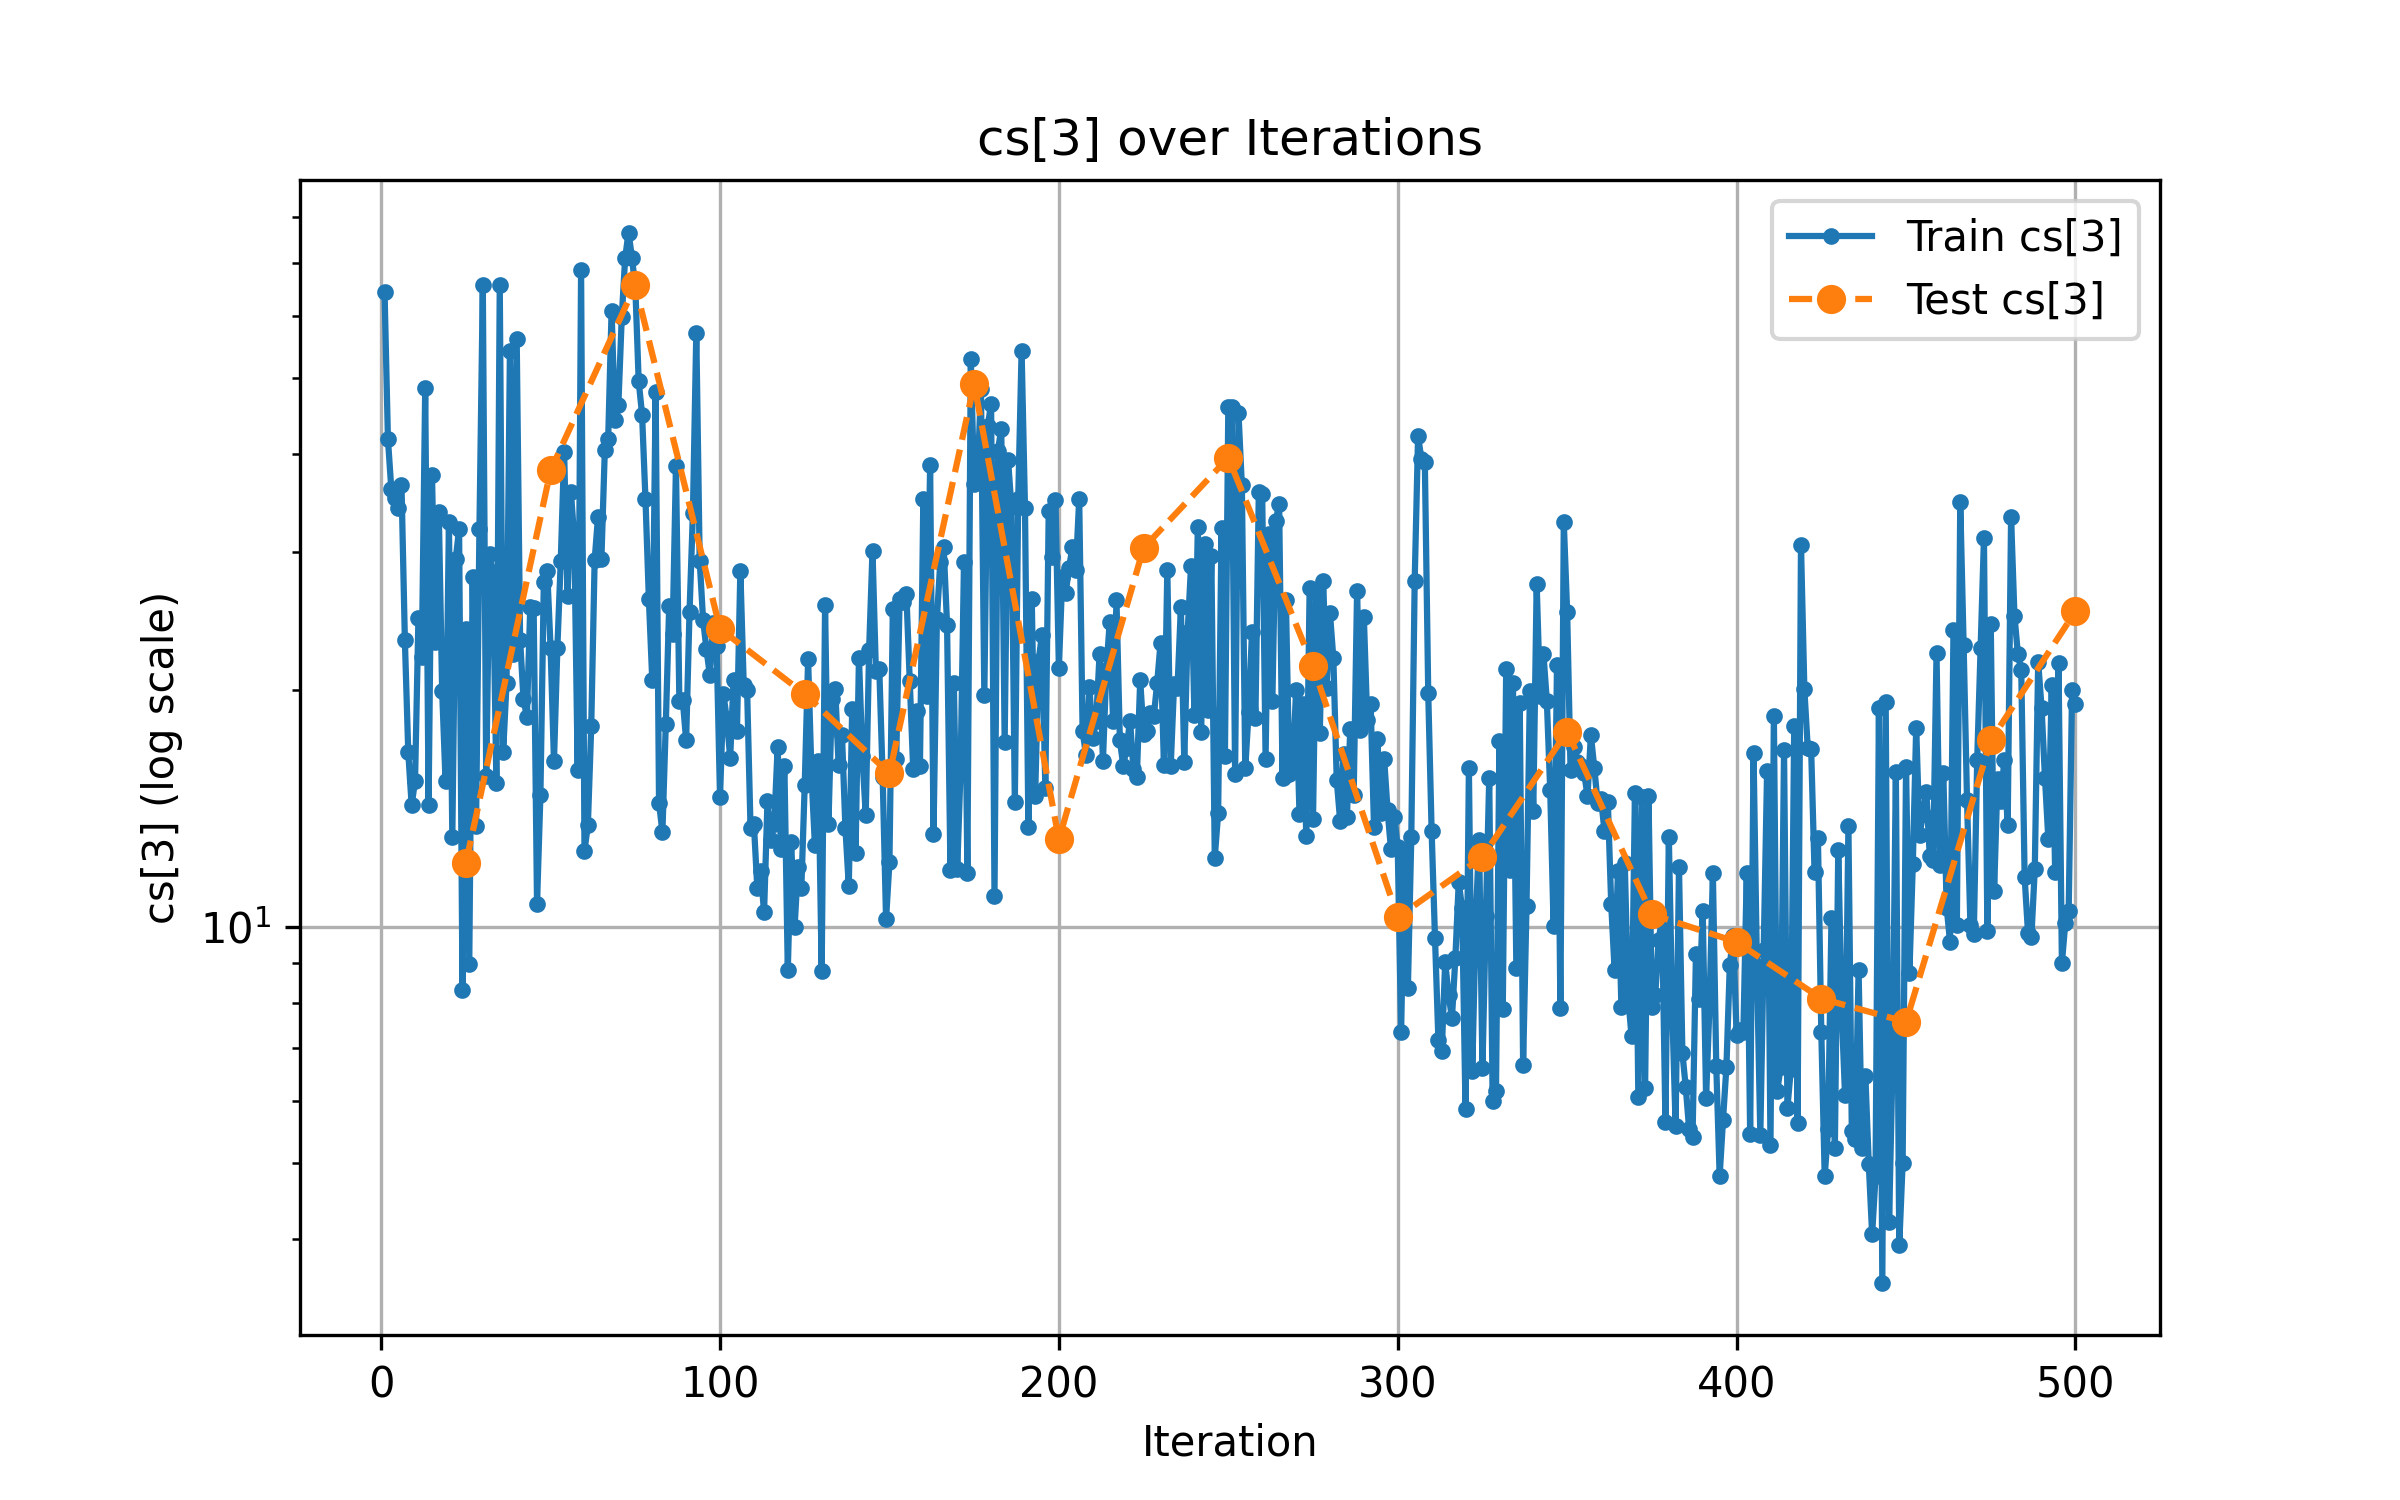 cs[3] over Iterations
Train cs[3]
Test cs[3]
cs[3] (log scale)
10¹
0 100 200 300 400 500
Iteration